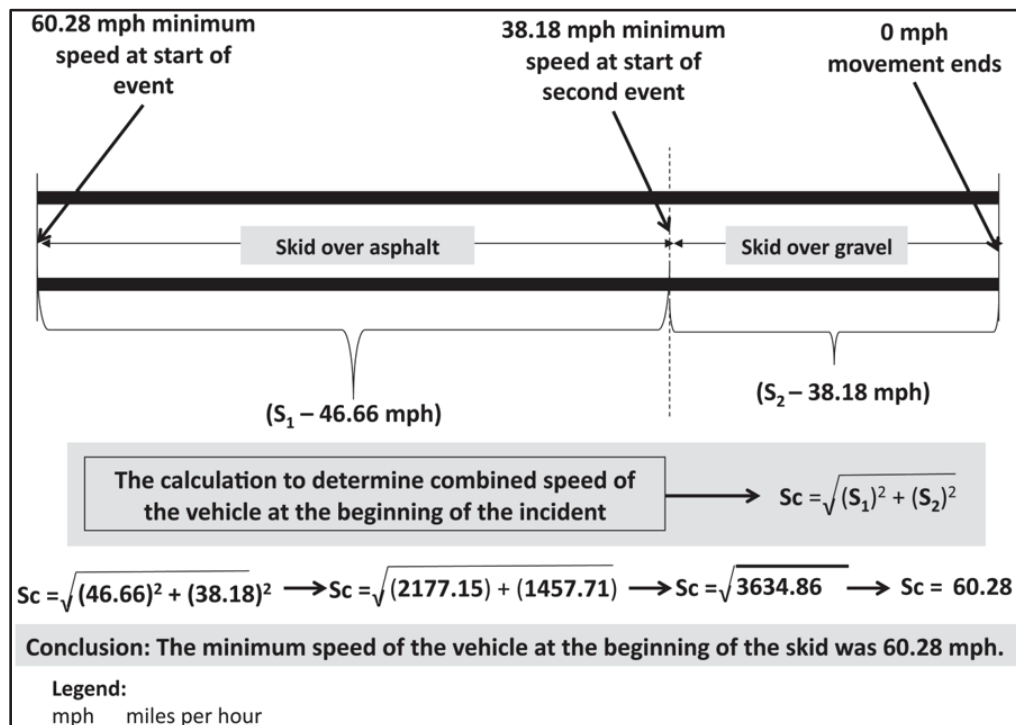 60.28 mph minimum
speed at start of
event
38.18 mph minimum
speed at start of
second event
0 mph
movement ends
Skid over asphalt
Skid over gravel
(S₁ – 46.66 mph)
(S₂ – 38.18 mph)
The calculation to determine combined speed of
the vehicle at the beginning of the incident
Sc = √(S₁)² + (S₂)²
Sc = √(46.66)² + (38.18)² → Sc = √(2177.15) + (1457.71) → Sc = √3634.86 → Sc = 60.28
Conclusion: The minimum speed of the vehicle at the beginning of the skid was 60.28 mph.
Legend:
mph miles per hour